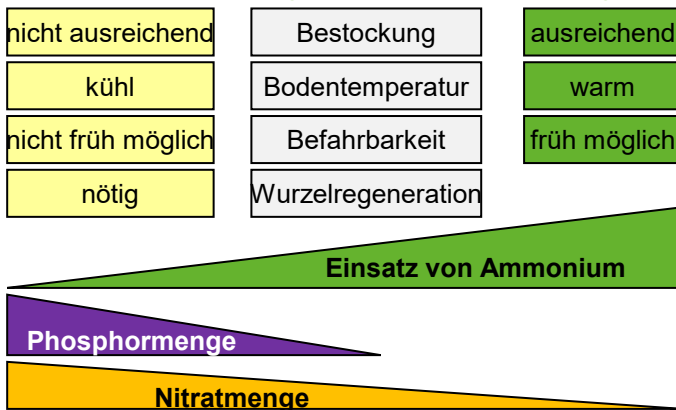 nicht ausreichend Bestockung ausreichend
kühl Bodentemperatur warm
nicht früh möglich Befahrbarkeit früh möglich
nötig Wurzelregeneration
Einsatz von Ammonium
Phosphormenge
Nitratmenge